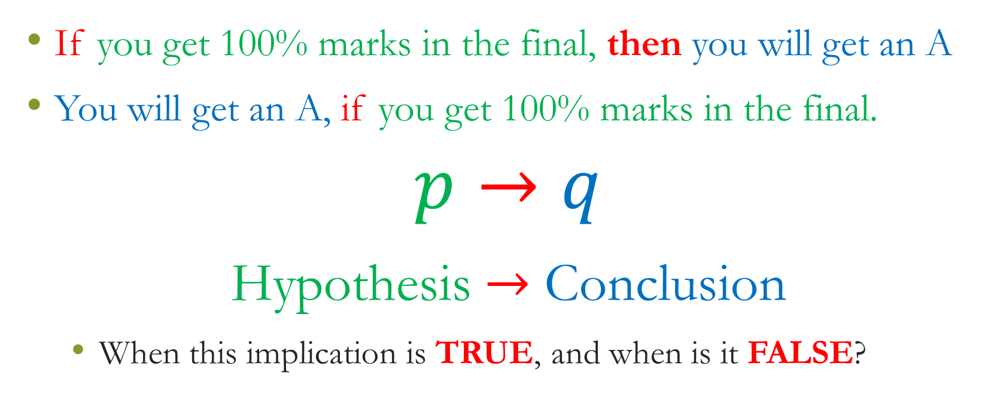 • If you get 100% marks in the final, then you will get an A
• You will get an A, if you get 100% marks in the final.
p → q
Hypothesis → Conclusion
• When this implication is TRUE, and when is it FALSE?